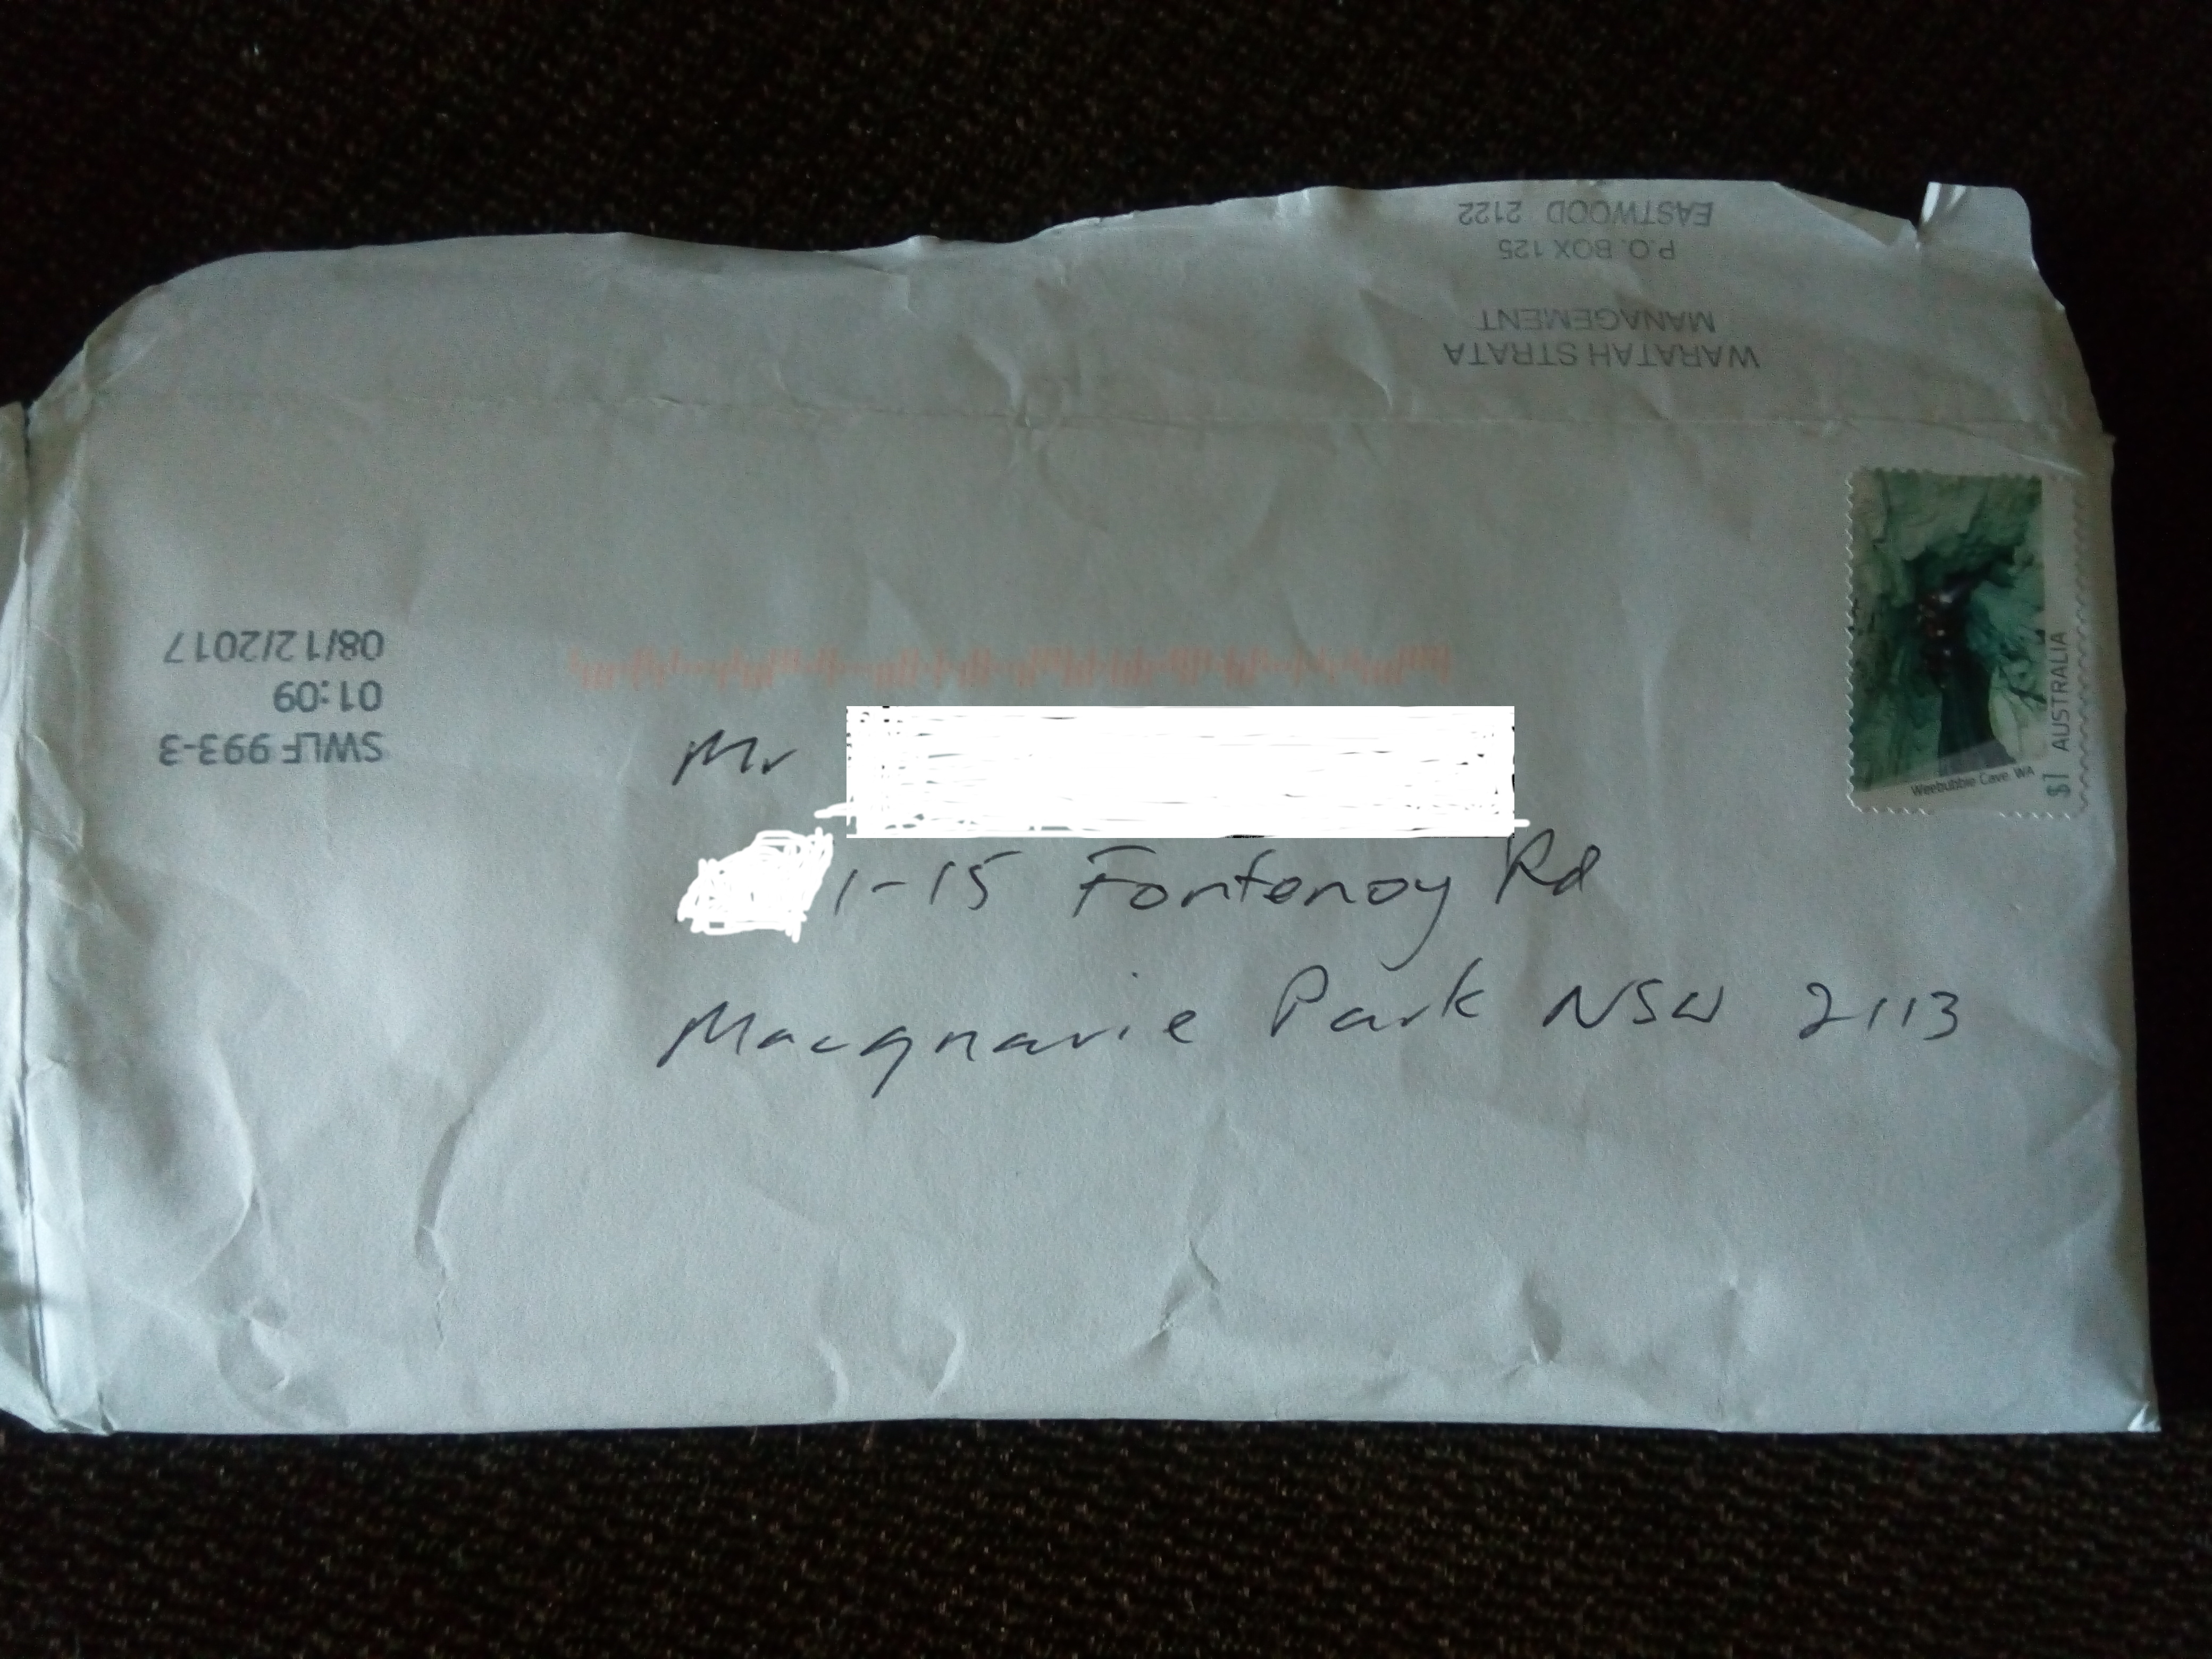 EASTWOOD 2122
P.O. BOX 125
MANAGEMENT
WARATAH STRATA
08/12/2017
01:09
SWLF 993-3
Weebubbie Cave, WA
$1 AUSTRALIA
Mr
1-15 Fontenoy Rd
Macquarie Park NSW 2113